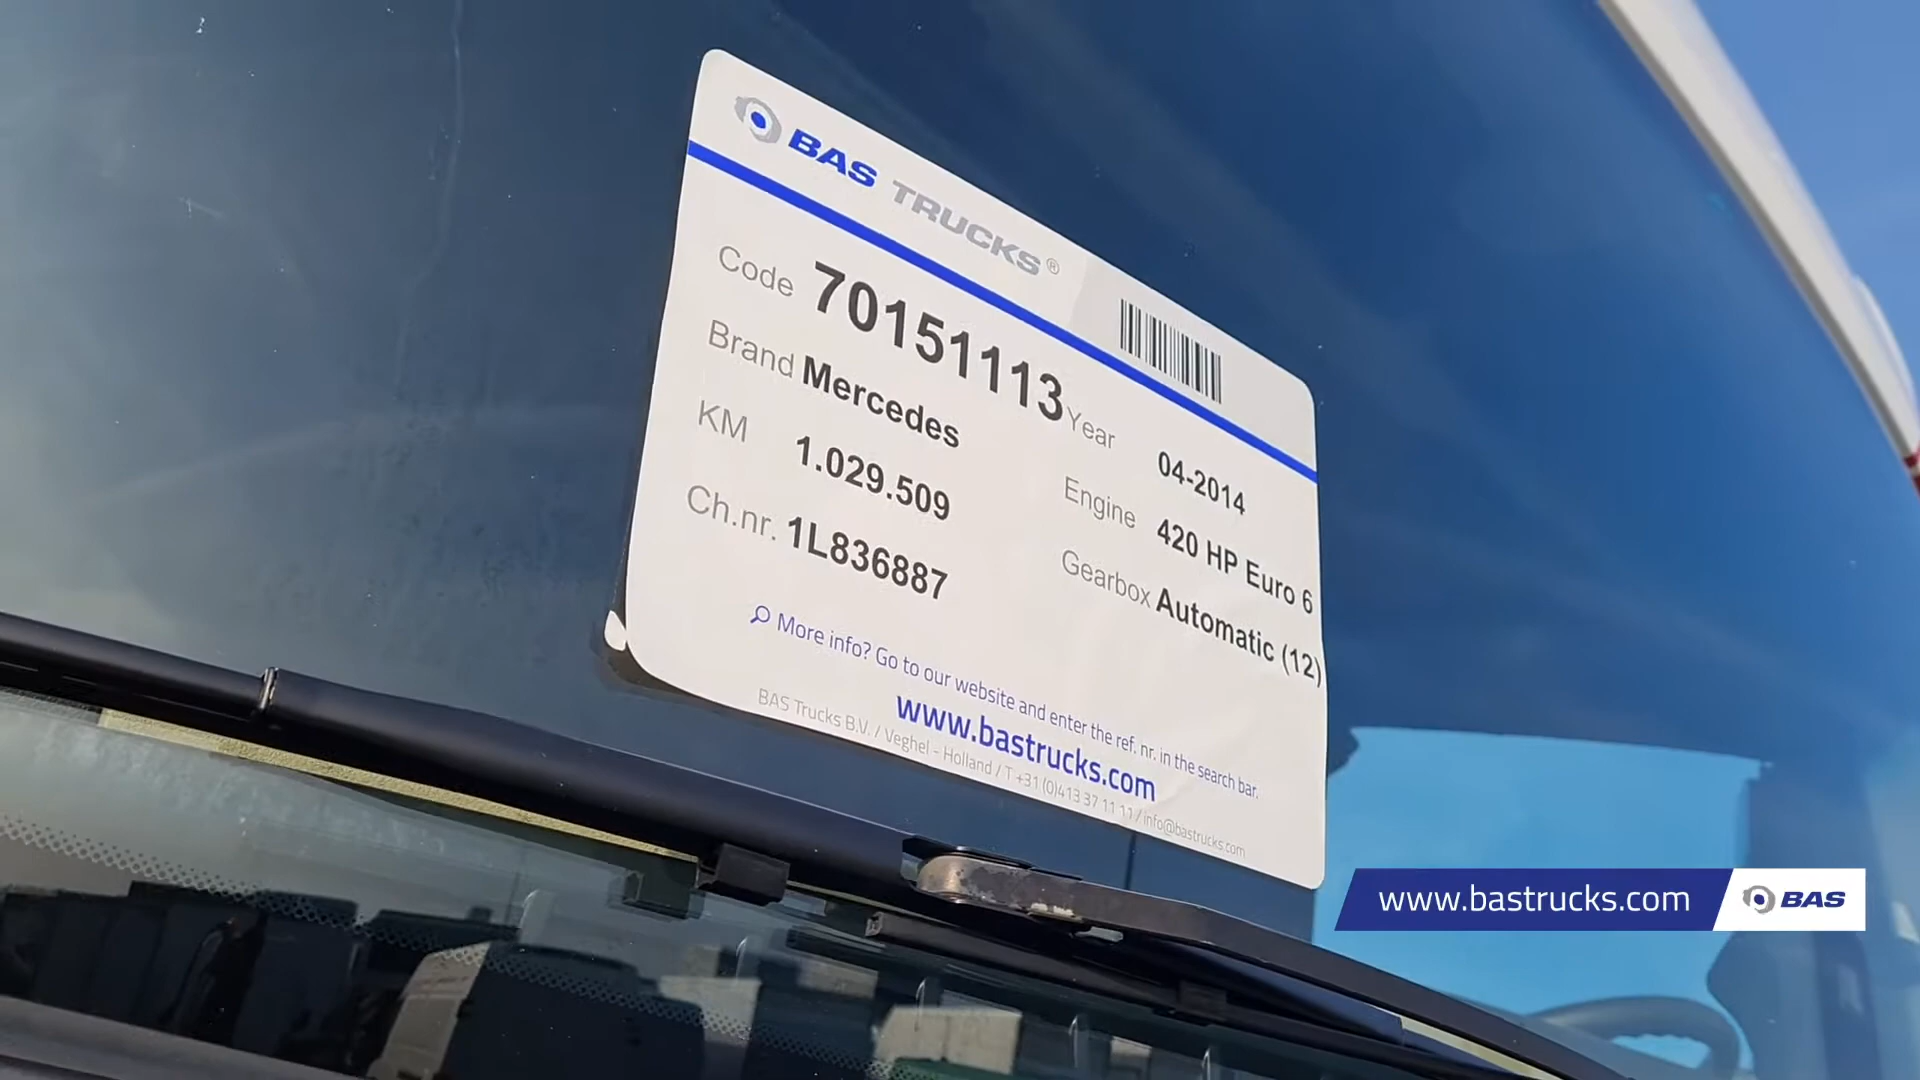 BAS TRUCKS®
Code 70151113
Brand Mercedes
KM 1.029.509
Ch.nr. 1L836887
Year 04-2014
Engine 420 HP Euro 6
Gearbox Automatic (12)
More info? Go to our website and enter the ref. nr. in the search bar.
www.bastrucks.com
BAS Trucks B.V. / Veghel - Holland / T +31 (0)413 37 11 11 / info@bastrucks.com
www.bastrucks.com BAS